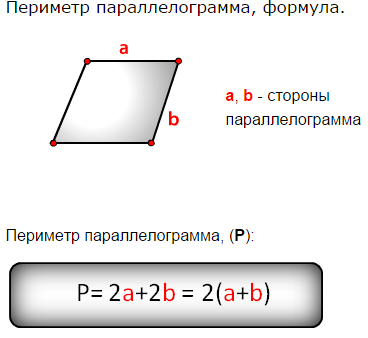 Периметр параллелограмма, формула.
a
b
a, b - стороны
параллелограмма
Периметр параллелограмма, (P):
P= 2a+2b = 2(a+b)